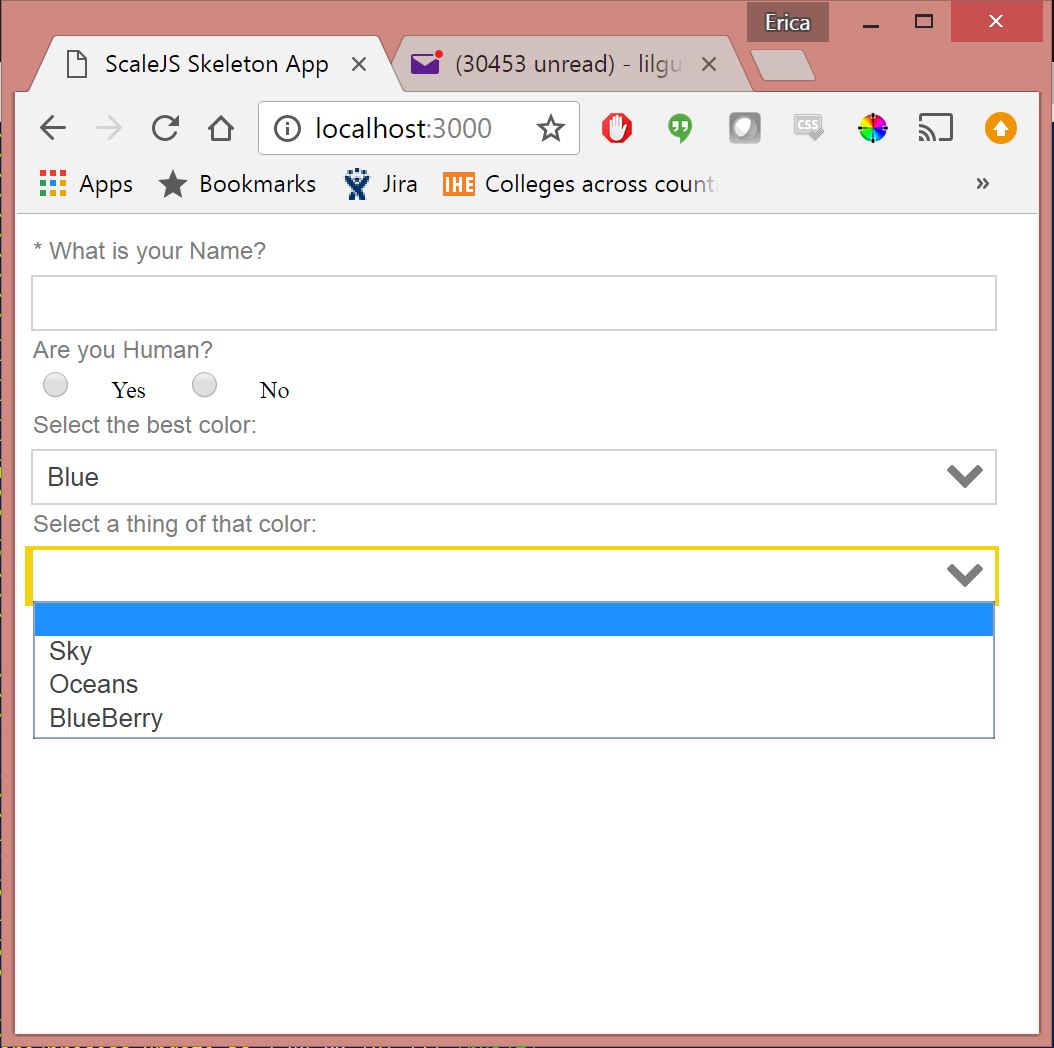 Erica
ScaleJS Skeleton App
(30453 unread) - lilgu
localhost:3000
CSS
Apps Bookmarks Jira IHE Colleges across count
* What is your Name?
Are you Human?
Yes No
Select the best color:
Blue
Select a thing of that color:
Sky
Oceans
BlueBerry